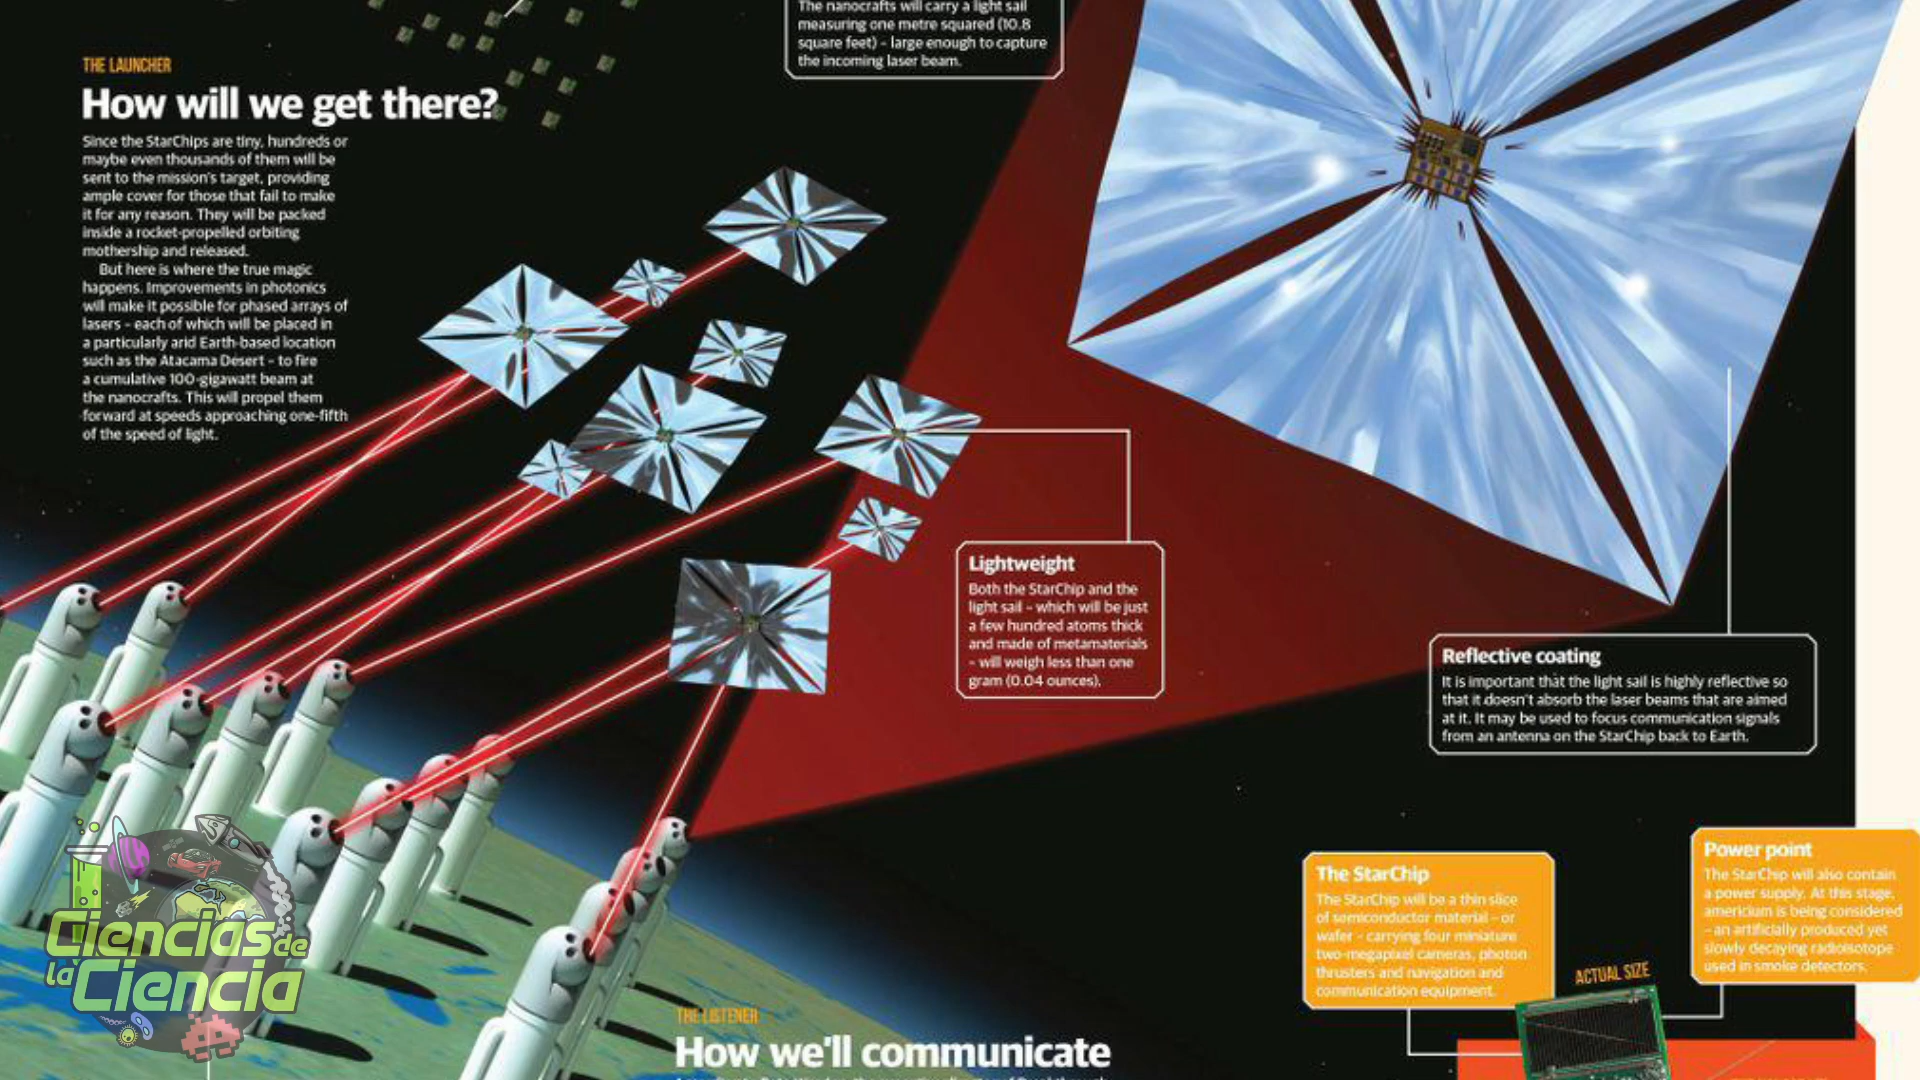 The nanocrafts will carry a light sail
measuring one metre squared (10.8
square feet) – large enough to capture
the incoming laser beam.
THE LAUNCHER
How will we get there?
Since the StarChips are tiny, hundreds or
maybe even thousands of them will be
sent to the mission's target, providing
ample cover for those that fail to make
it for any reason. They will be packed
inside a rocket-propelled orbiting
mothership and released.
But here is where the true magic
happens. Improvements in photonics
will make it possible for phased arrays of
lasers – each of which will be placed in
a particularly arid Earth-based location
such as the Atacama Desert – to fire
a cumulative 100-gigawatt beam at
the nanocrafts. This will propel them
forward at speeds approaching one-fifth
of the speed of light.
Lightweight
Both the StarChip and the
light sail – which will be just
a few hundred atoms thick
and made of metamaterials
– will weigh less than one
gram (0.04 ounces).
Reflective coating
It is important that the light sail is highly reflective so
that it doesn't absorb the laser beams that are aimed
at it. It may be used to focus communication signals
from an antenna on the StarChip back to Earth.
The StarChip
The StarChip will be a thin slice
of semiconductor material – or
wafer – carrying four miniature
two-megapixel cameras, photon
thrusters and navigation and
communication equipment.
Power point
The StarChip will also contain
a power supply. At this stage,
americium is being considered
– an artificially produced yet
slowly decaying radioisotope
used in smoke detectors.
ACTUAL SIZE
THE LISTENER
How we'll communicate
Ciencias de
la Ciencia